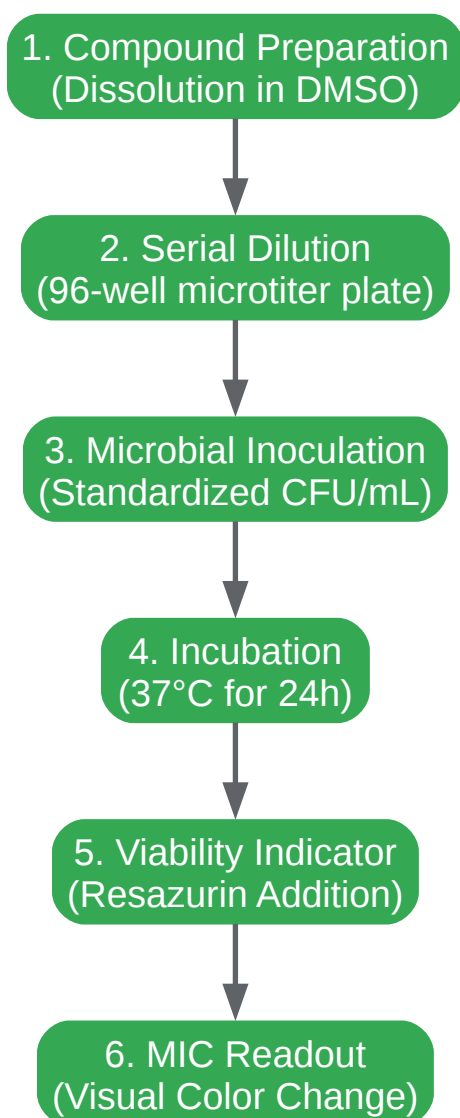 1. Compound Preparation
(Dissolution in DMSO)
2. Serial Dilution
(96-well microtiter plate)
3. Microbial Inoculation
(Standardized CFU/mL)
4. Incubation
(37°C for 24h)
5. Viability Indicator
(Resazurin Addition)
6. MIC Readout
(Visual Color Change)